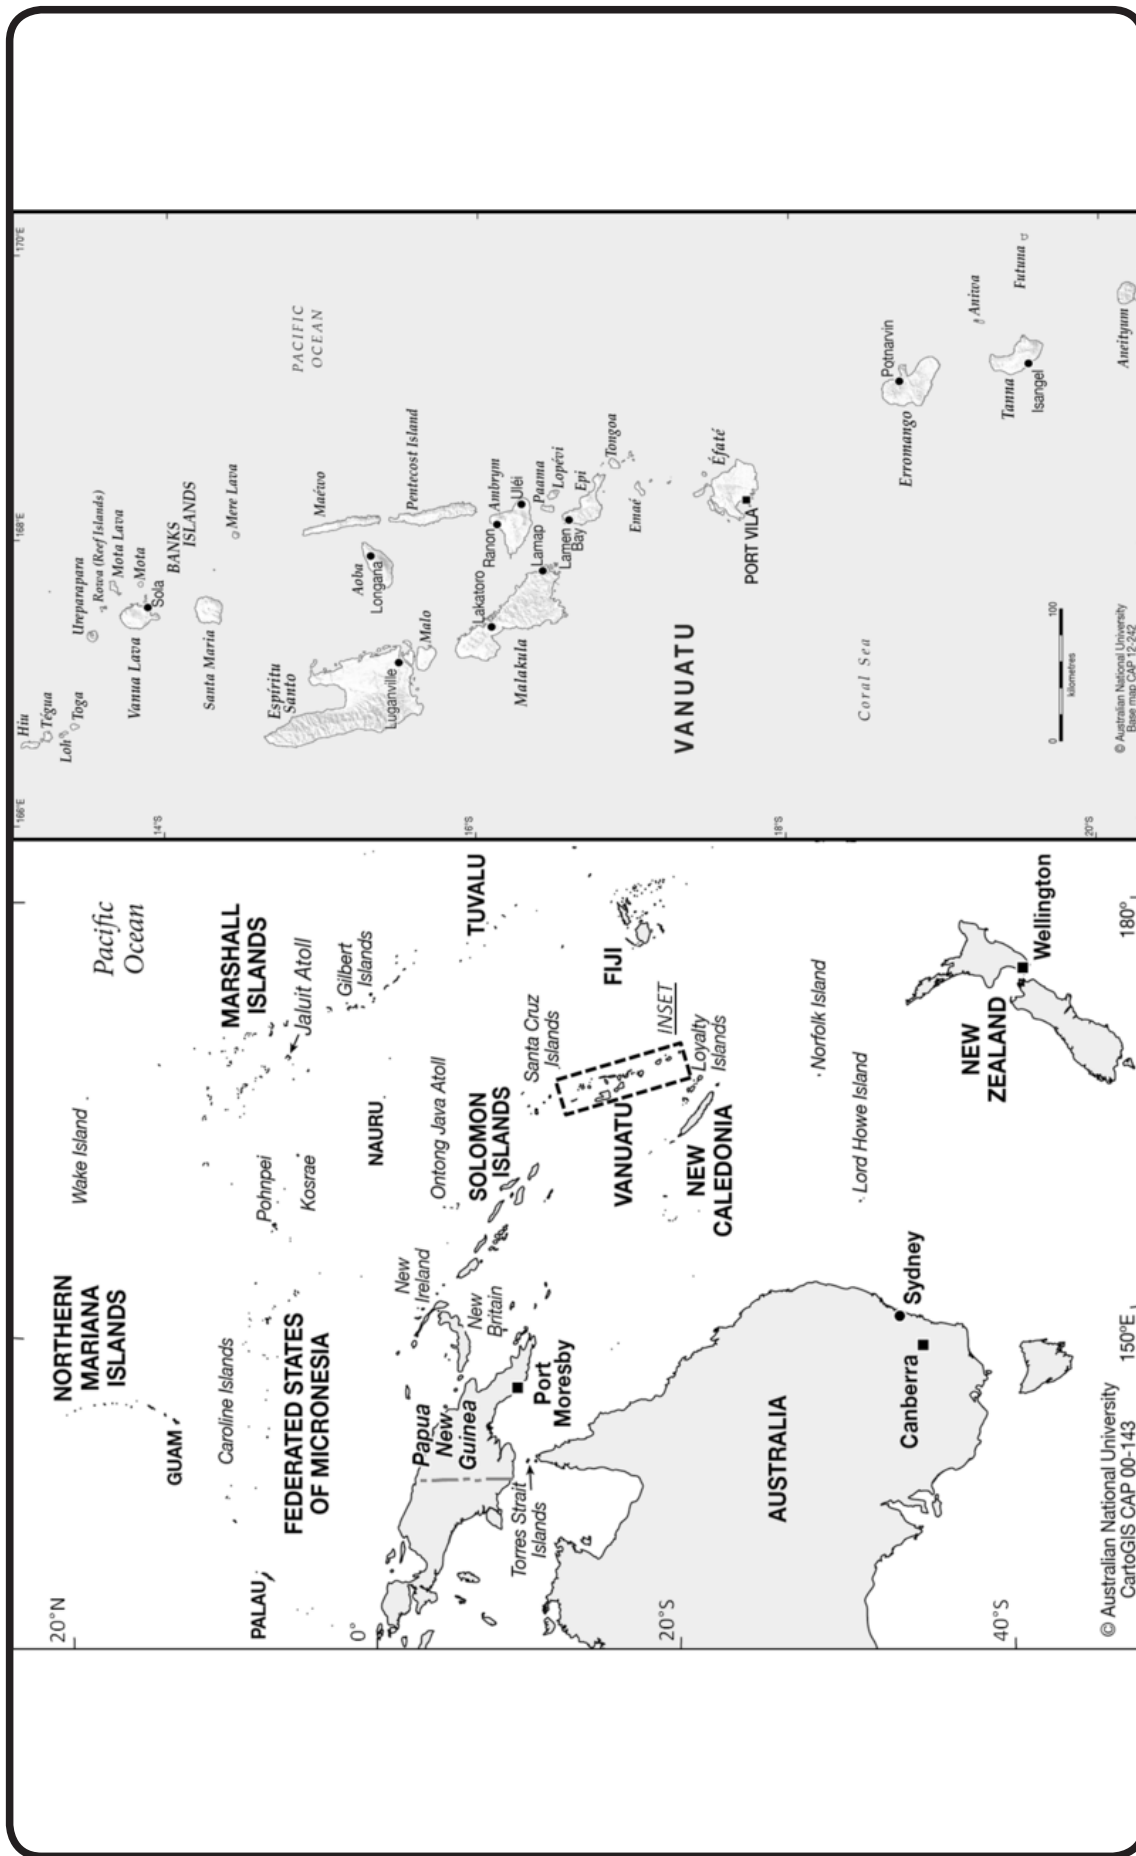 20°N
0°
20°S
40°S
150°E
180°
Pacific
Ocean
Wake Island
NORTHERN
MARIANA
ISLANDS
GUAM
MARSHALL
ISLANDS
Jaluit Atoll
Pohnpei
Kosrae
Caroline Islands
FEDERATED STATES
OF MICRONESIA
PALAU
Gilbert
Islands
NAURU
TUVALU
Ontong Java Atoll
SOLOMON
ISLANDS
Santa Cruz
Islands
New
Ireland
New
Britain
Papua
New
Guinea
Port
Moresby
Torres Strait
Islands
FIJI
VANUATU
INSET
Loyalty
Islands
NEW
CALEDONIA
Norfolk Island
Lord Howe Island
AUSTRALIA
Sydney
Canberra
NEW
ZEALAND
Wellington
© Australian National University
CartoGIS CAP 00-143
166°E
168°E
170°E
14°S
16°S
18°S
20°S
Hiu
Tégua
Loh
Toga
Ureparapara
Rowa (Reef Islands)
Mota Lava
Mota
Vanua Lava
Sola
BANKS
ISLANDS
Santa Maria
Mere Lava
PACIFIC
OCEAN
Espíritu
Santo
Luganville
Malo
Aoba
Longana
Maéwo
Pentecost Island
Lakatoro
Malakula
Lamap
Ranon
Ambrym
Uléi
Paama
Lopévi
Lamen
Bay
Epi
Tongoa
Emaé
Éfaté
PORT VILA
VANUATU
Coral Sea
Erromango
Potnarvin
Tanna
Isangel
Aniwa
Futuna
Aneityum
0
100
kilometres
© Australian National University
Base map CAP 12-242